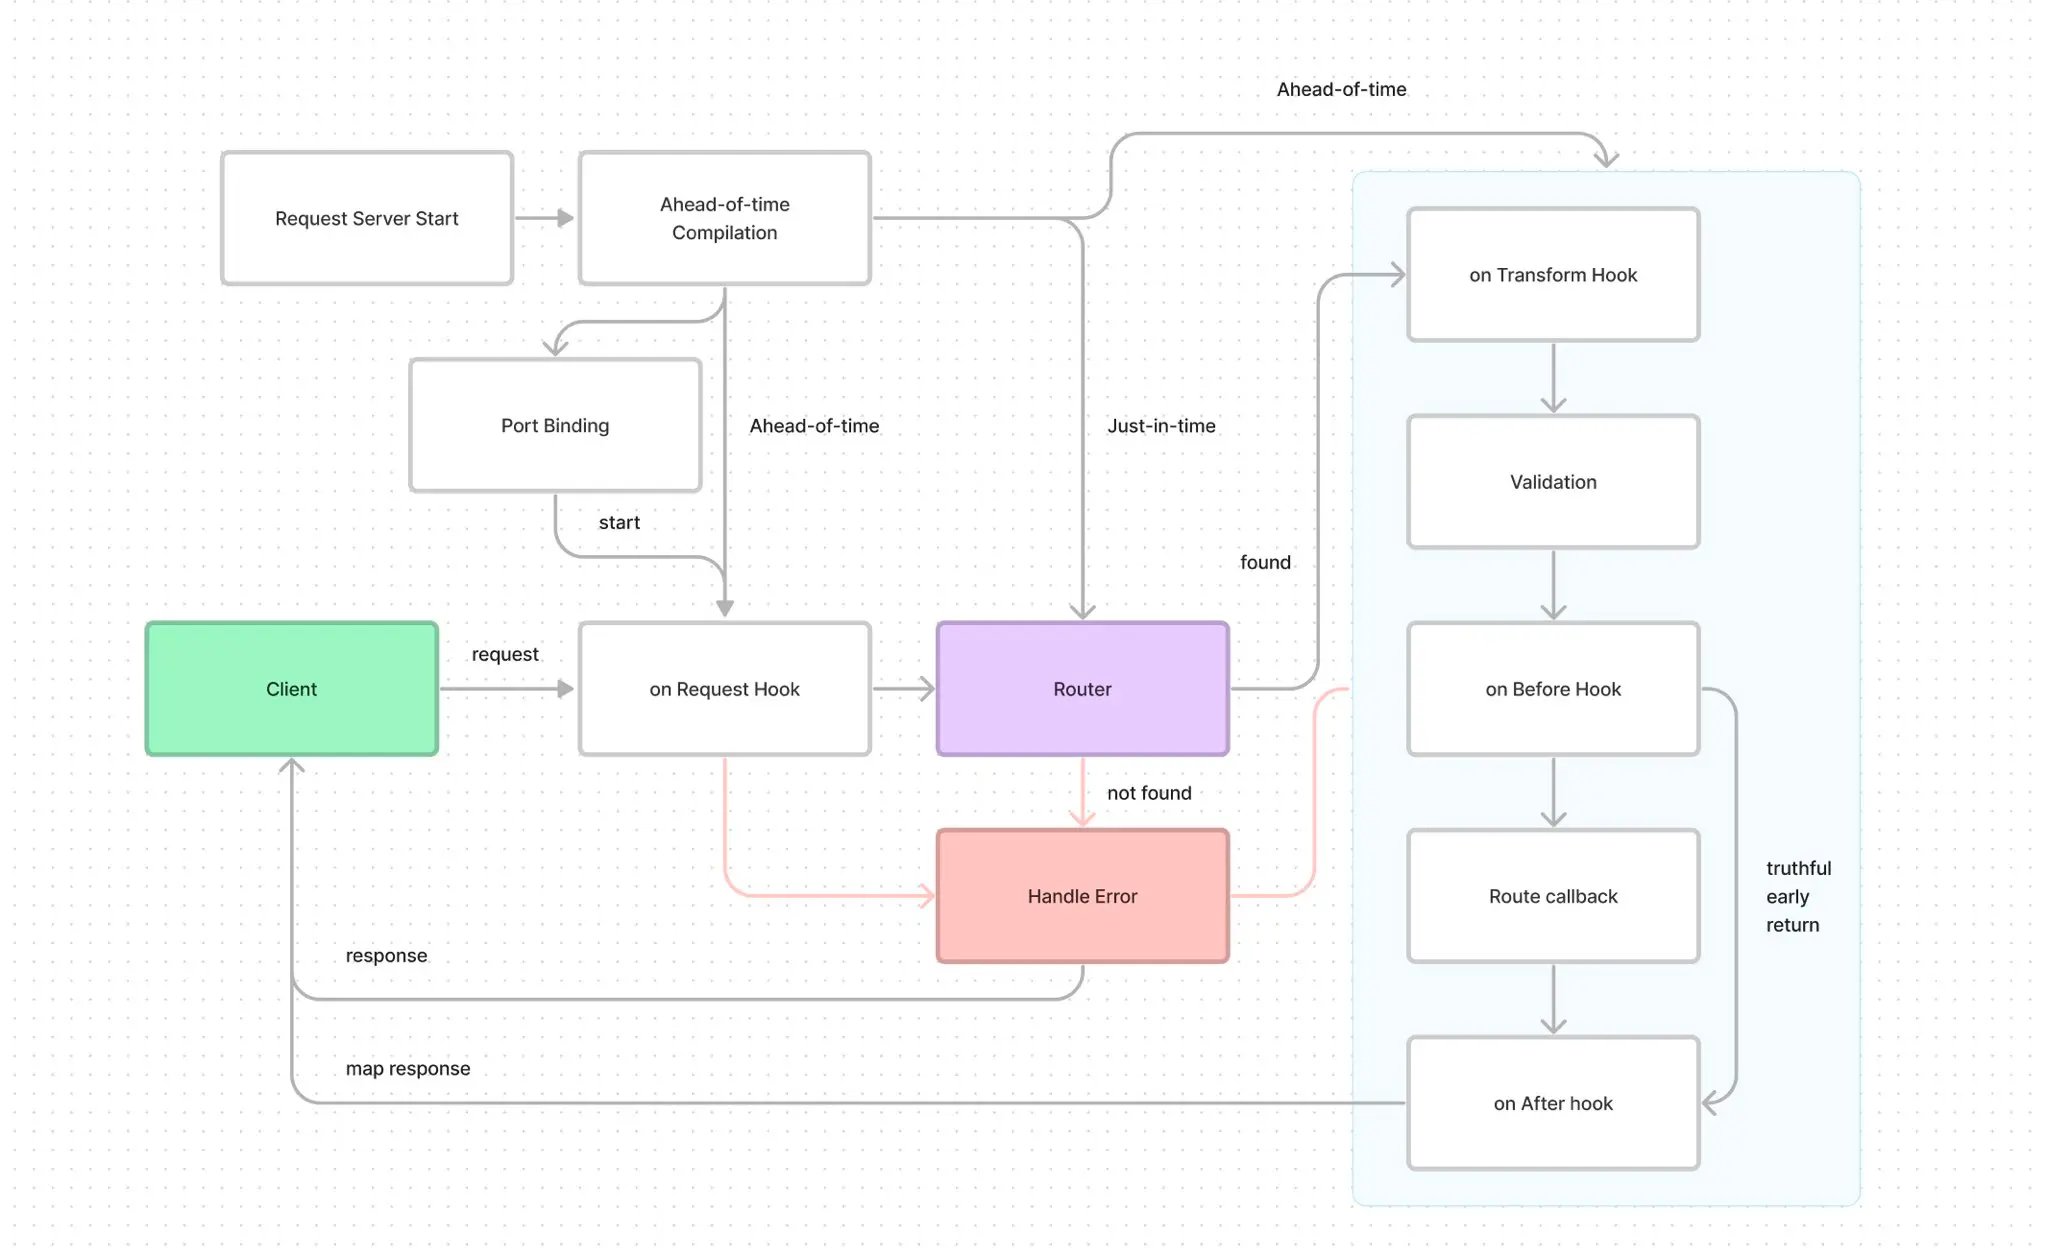 Ahead-of-time
Request Server Start
Ahead-of-time
Compilation
on Transform Hook
Port Binding
Ahead-of-time
Just-in-time
Validation
start
found
Client
request
on Request Hook
Router
on Before Hook
not found
Handle Error
Route callback
truthful
early
return
response
map response
on After hook